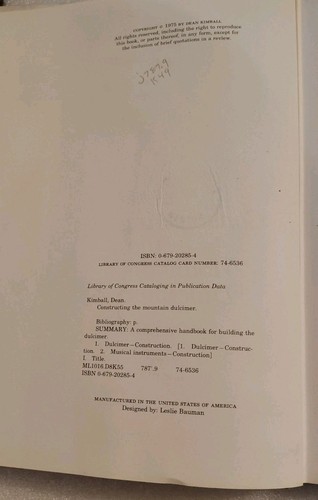 COPYRIGHT © 1975 BY DEAN KIMBALL
All rights reserved, including the right to reproduce
this book, or parts thereof, in any form, except for
the inclusion of brief quotations in a review.
K49
ISBN: 0-679-20285-4
LIBRARY OF CONGRESS CATALOG CARD NUMBER: 74-6536
Library of Congress Cataloging in Publication Data
Kimball, Dean.
Constructing the mountain dulcimer.
Bibliography: p.
SUMMARY: A comprehensive handbook for building the
dulcimer.
1. Dulcimer—Construction. [1. Dulcimer—Construc-
tion. 2. Musical instruments—Construction]
I. Title.
ML1016.D8K55 787'.9 74-6536
ISBN 0-679-20285-4
MANUFACTURED IN THE UNITED STATES OF AMERICA
Designed by: Leslie Bauman